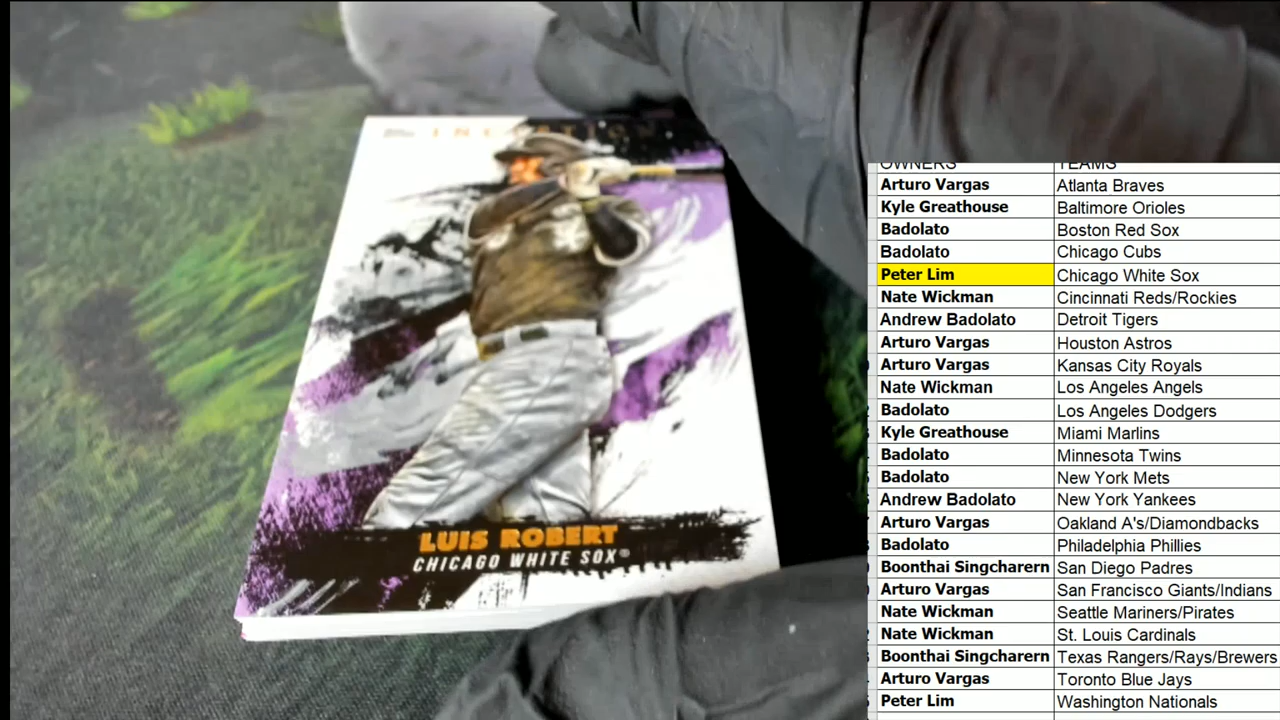 INCEPTION
LUIS ROBERT
CHICAGO WHITE SOX®
OWNERS TEAMS
Arturo Vargas Atlanta Braves
Kyle Greathouse Baltimore Orioles
Badolato Boston Red Sox
Badolato Chicago Cubs
Peter Lim Chicago White Sox
Nate Wickman Cincinnati Reds/Rockies
Andrew Badolato Detroit Tigers
Arturo Vargas Houston Astros
Arturo Vargas Kansas City Royals
Nate Wickman Los Angeles Angels
Badolato Los Angeles Dodgers
Kyle Greathouse Miami Marlins
Badolato Minnesota Twins
Badolato New York Mets
Andrew Badolato New York Yankees
Arturo Vargas Oakland A's/Diamondbacks
Badolato Philadelphia Phillies
Boonthai Singcharern San Diego Padres
Arturo Vargas San Francisco Giants/Indians
Nate Wickman Seattle Mariners/Pirates
Nate Wickman St. Louis Cardinals
Boonthai Singcharern Texas Rangers/Rays/Brewers
Arturo Vargas Toronto Blue Jays
Peter Lim Washington Nationals